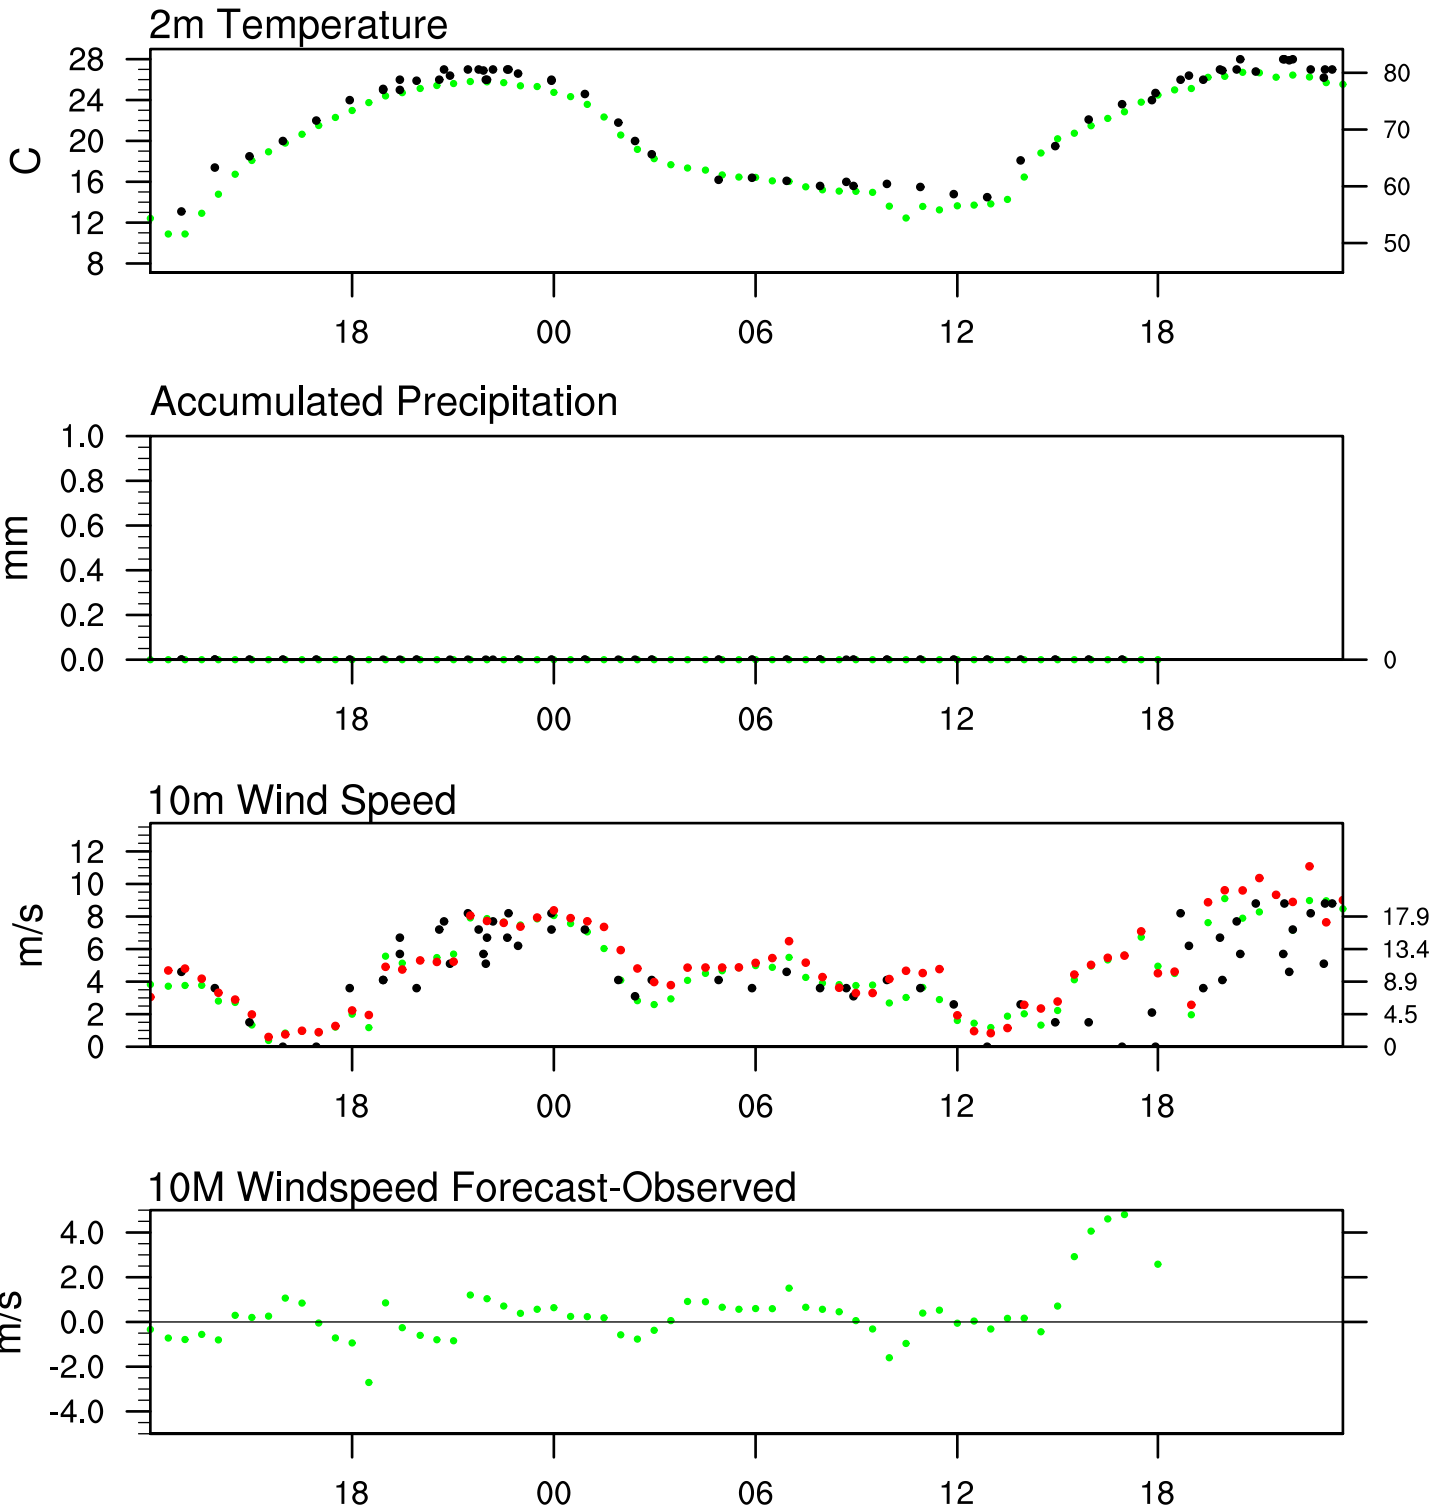 2m Temperature
28
24
20
16
12
8
C
80
70
60
50
18 00 06 12 18
Accumulated Precipitation
1.0
0.8
0.6
0.4
0.2
0.0
mm
0
18 00 06 12 18
10m Wind Speed
12
10
8
6
4
2
0
m/s
17.9
13.4
8.9
4.5
0
18 00 06 12 18
10M Windspeed Forecast-Observed
4.0
2.0
0.0
-2.0
-4.0
m/s
18 00 06 12 18